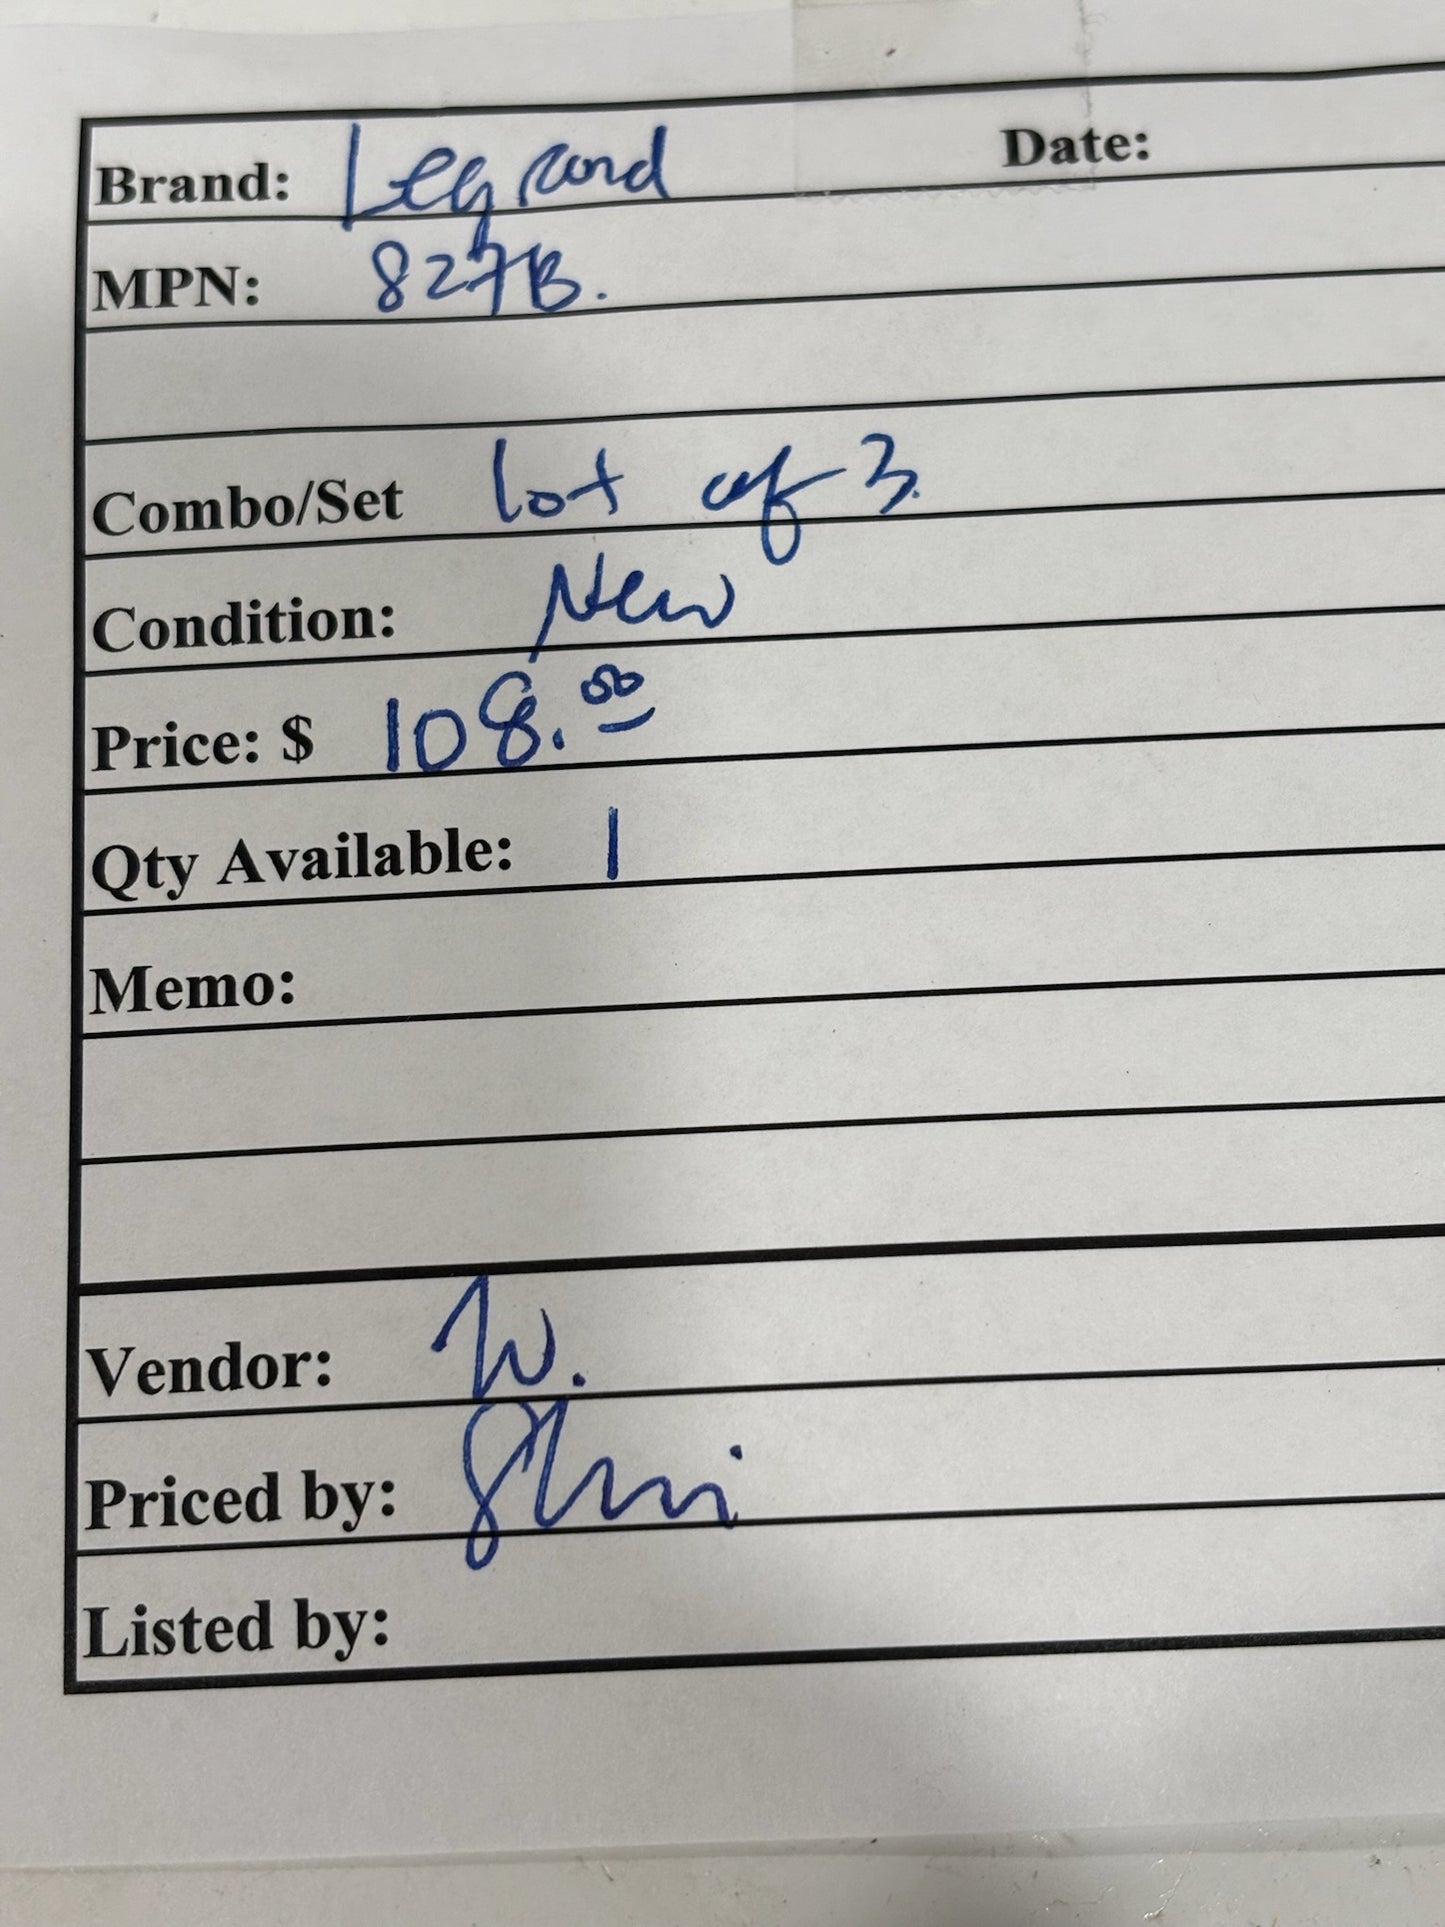 Brand: Legrand Date:
MPN: 827B.
Combo/Set lot of 3.
Condition: New
Price: $ 108.00
Qty Available: 1
Memo:
Vendor: W.
Priced by:
Listed by: